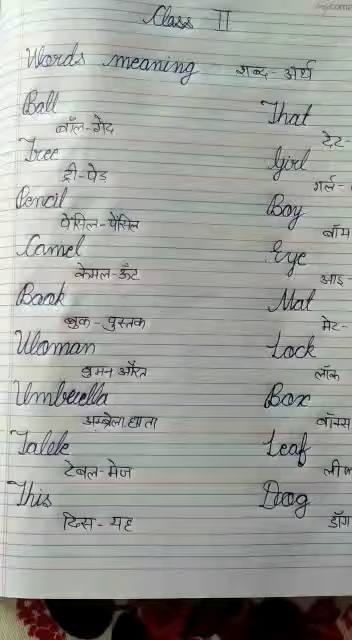 Class II
Words meaning शब्द-अर्थ
Ball
बॉल-गेंद
Tree
ट्री-पेड़
Pencil
पेंसिल-पेंसिल
Camel
केमल-ऊँट
Book
बुक-पुस्तक
Woman
वुमन औरत
Umbrella
अम्ब्रेला छाता
Table
टेबल-मेज
This
दिस-यह
That
टेट-
Girl
गर्ल-
Boy
बॉय
Eye
आइ-
Mat
मेट-
Lock
लॉक
Box
बॉक्स
Leaf
लीफ
Dog
डॉग